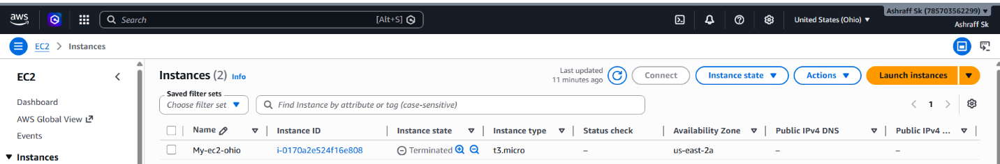 aws
Search [Alt+S]
United States (Ohio)
Ashraff Sk (785703562299)
Ashraff Sk
EC2 > Instances
EC2
Dashboard
AWS Global View
Events
Instances
Instances (2) Info
Last updated
11 minutes ago
Connect
Instance state
Actions
Launch instances
Saved filter sets
Choose filter set
Find Instance by attribute or tag (case-sensitive)
1
Name Instance ID Instance state Instance type Status check Availability Zone Public IPv4 DNS Public IPv4 ...
My-ec2-ohio i-0170a2e524f16e808 Terminated t3.micro – us-east-2a – –